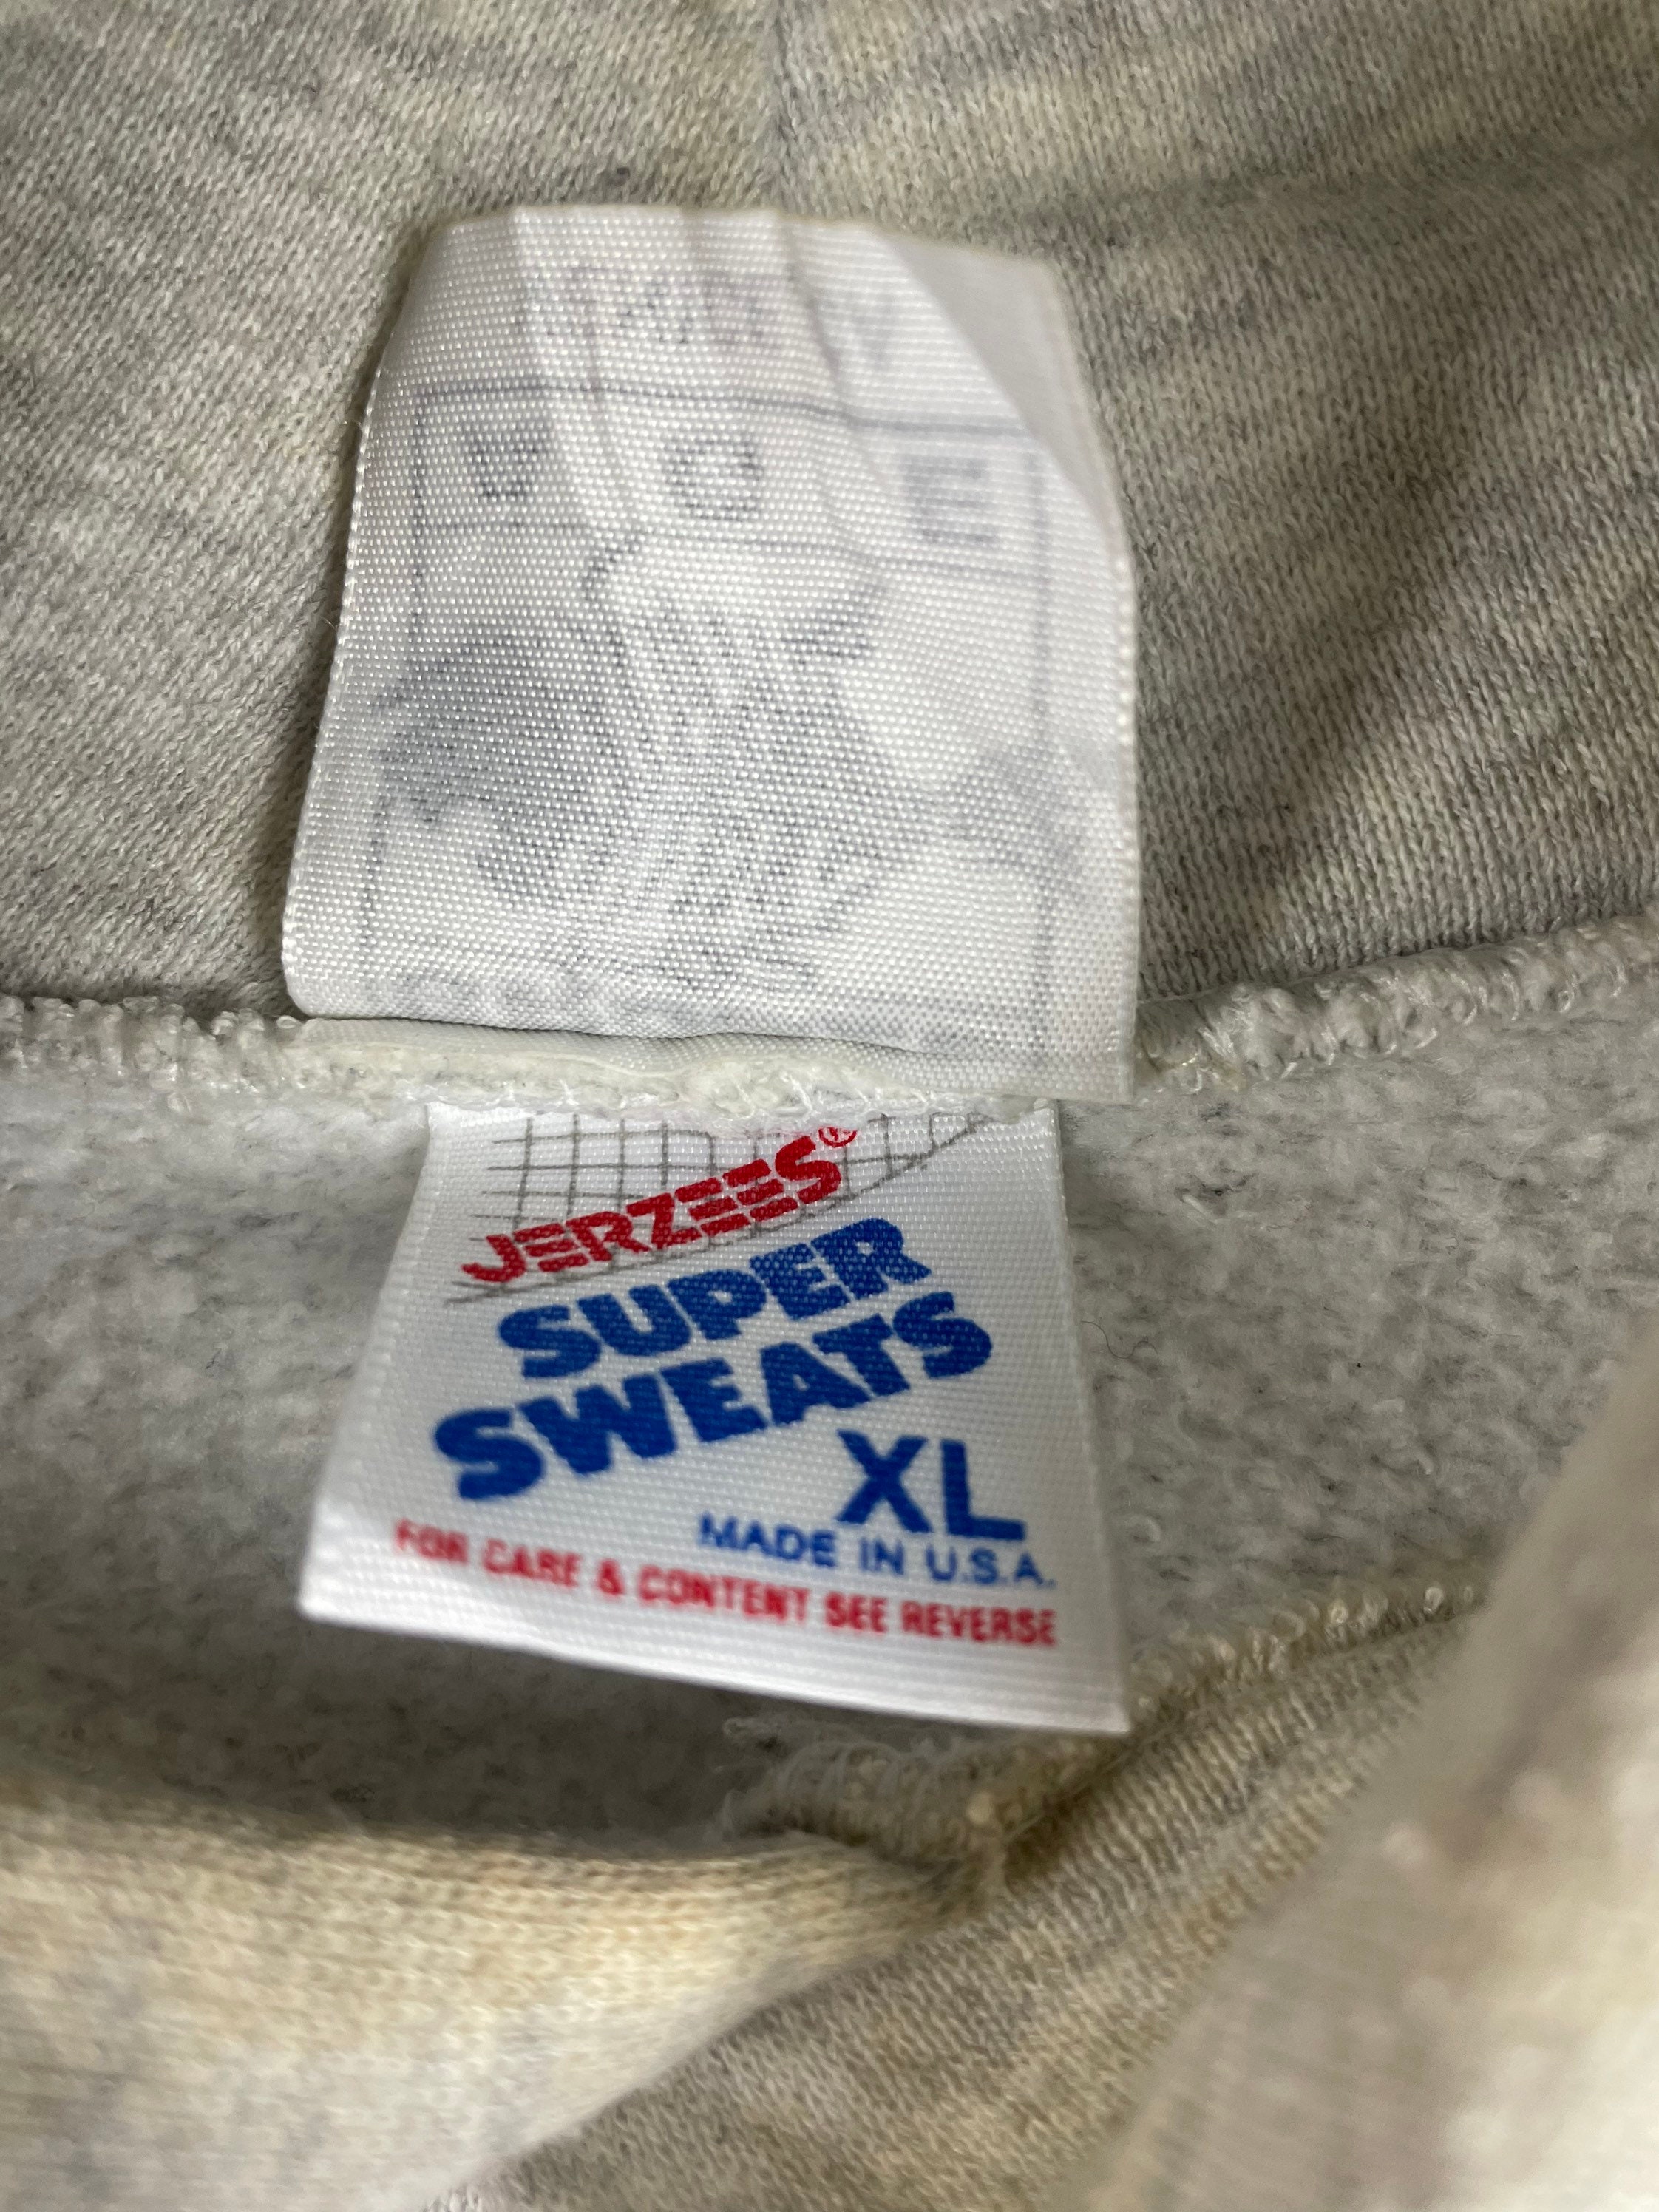 JERZEES®
SUPER
SWEATS
XL
MADE IN U.S.A.
FOR CARE & CONTENT SEE REVERSE